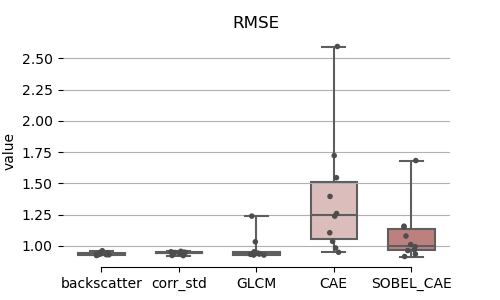 RMSE
value
2.50
2.25
2.00
1.75
1.50
1.25
1.00
backscatter corr_std GLCM CAE SOBEL_CAE